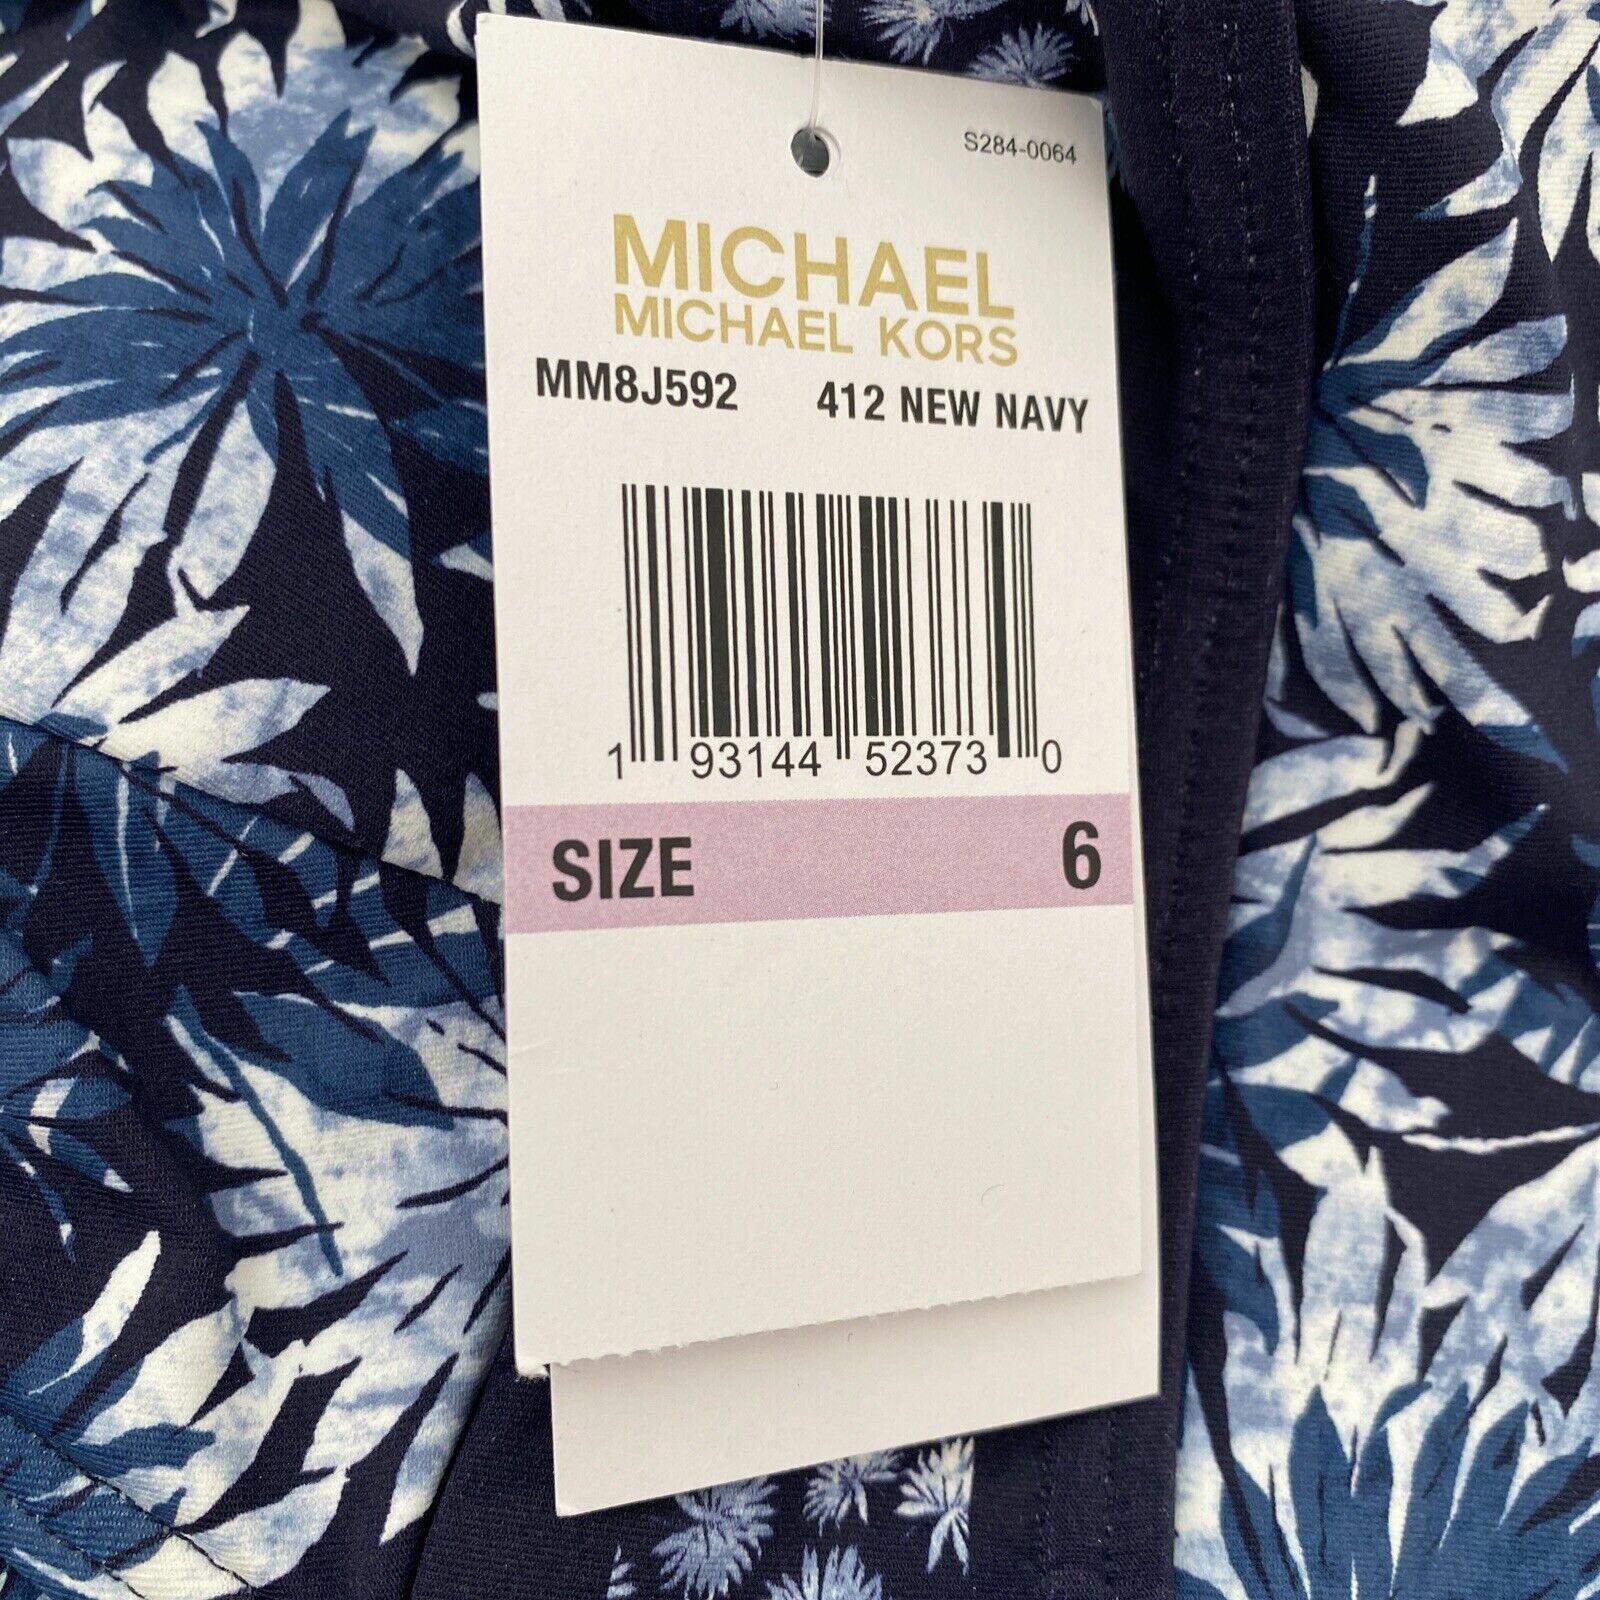 S284-0064
MICHAEL
MICHAEL KORS
MM8J592 412 NEW NAVY
1 93144 52373 0
SIZE 6